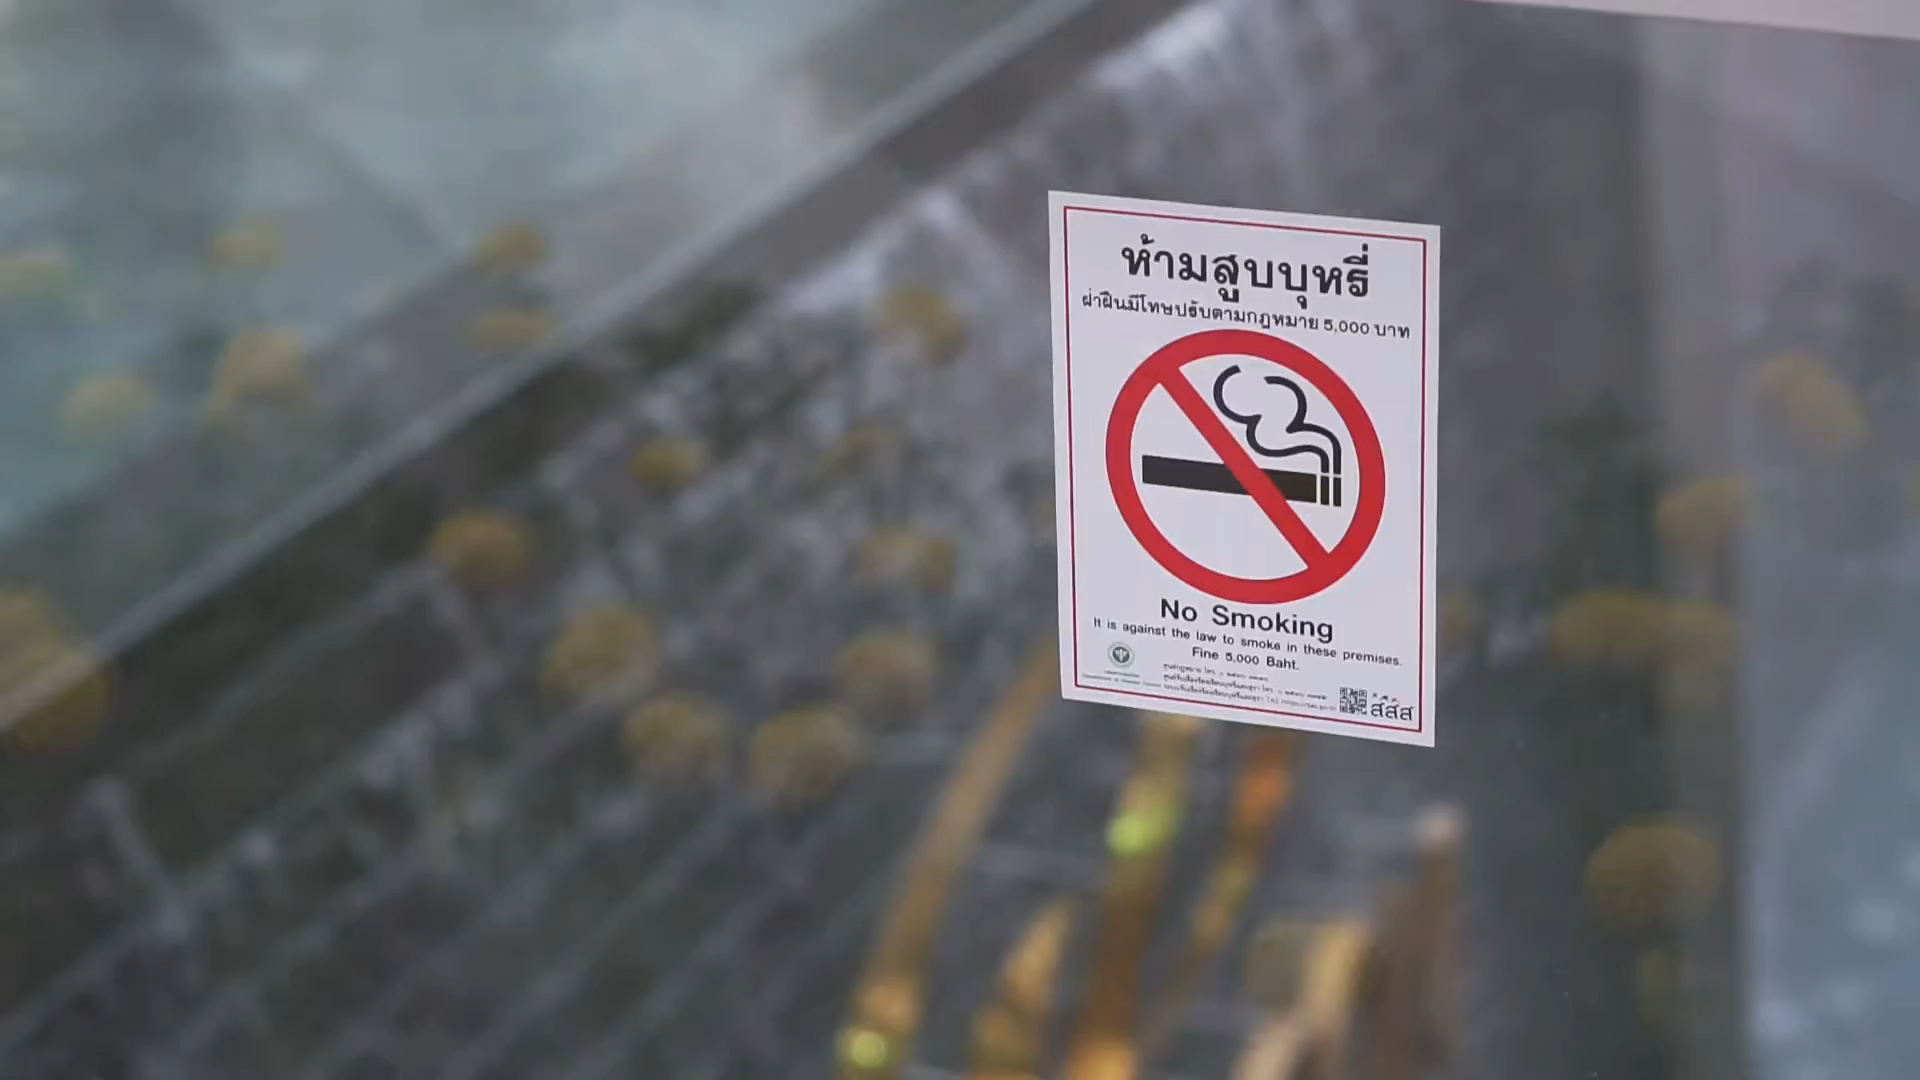 ห้ามสูบบุหรี่
ฝ่าฝืนมีโทษปรับตามกฎหมาย 5,000 บาท
No Smoking
It is against the law to smoke in these premises.
Fine 5,000 Baht.
สสส